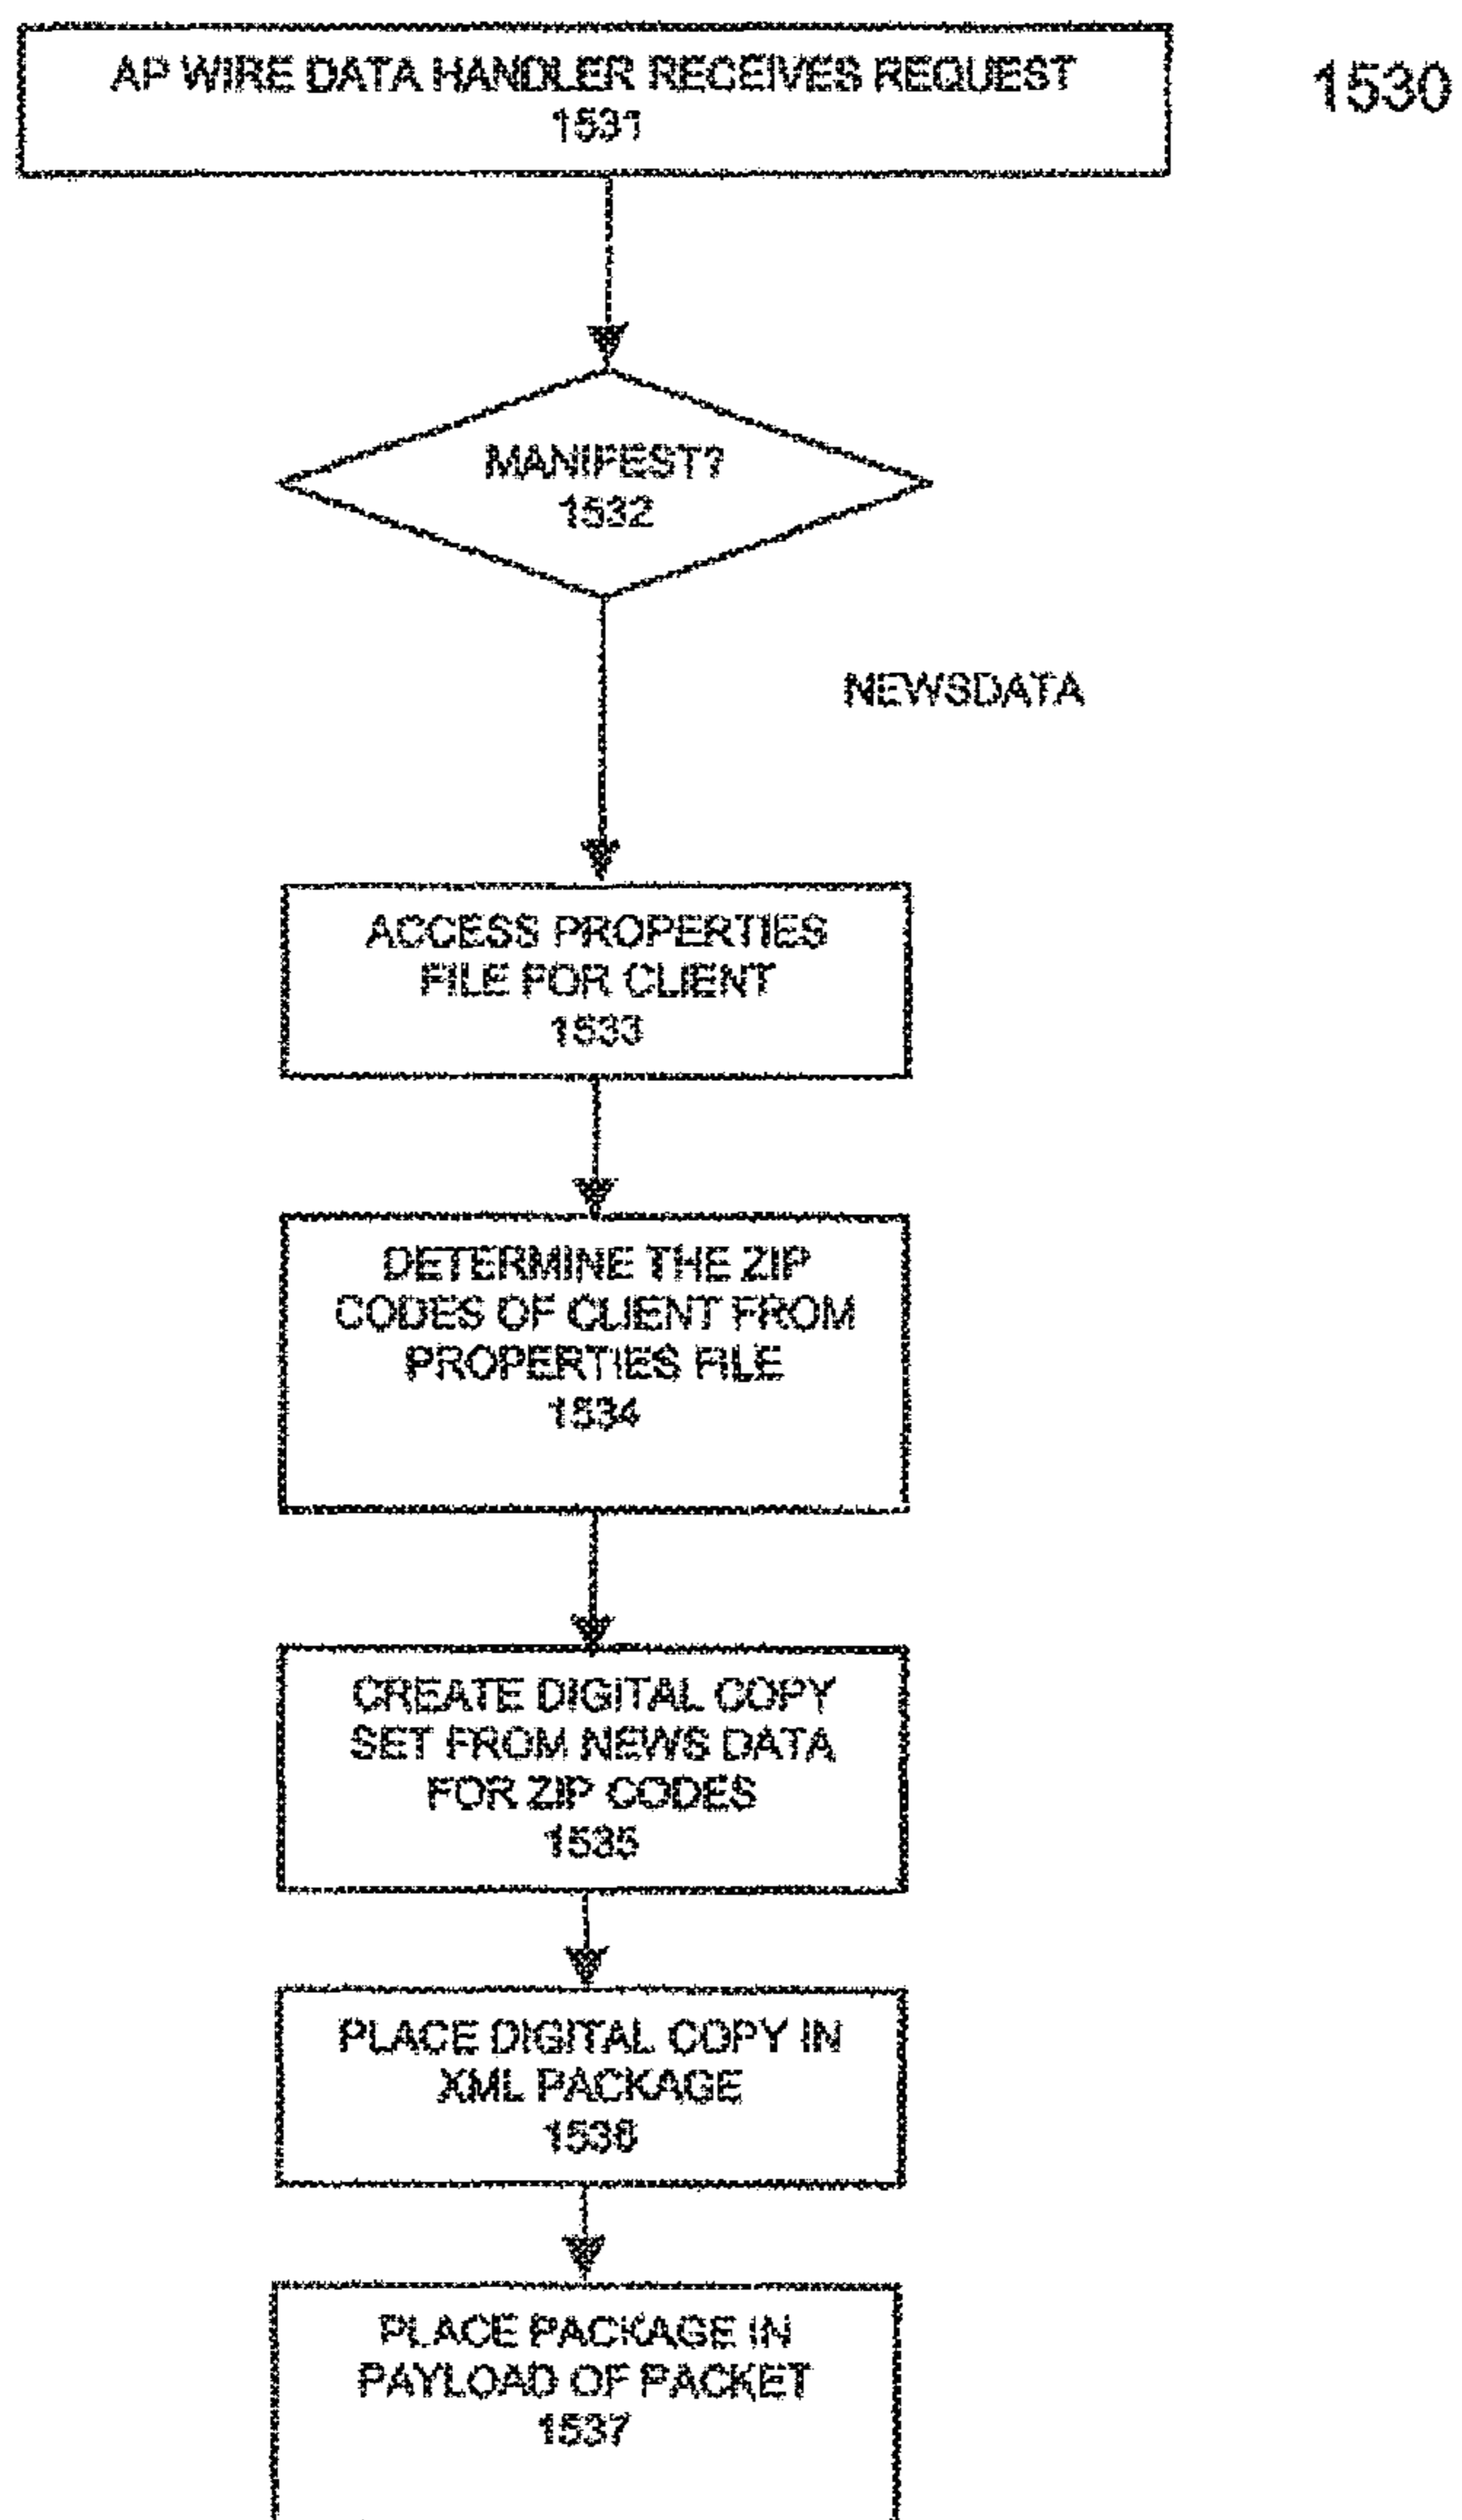 AP WIRE DATA HANDLER RECEIVES REQUEST
1531
1530
MANIFEST?
1532
NEWSDATA
ACCESS PROPERTIES
FILE FOR CLIENT
1533
DETERMINE THE ZIP
CODES OF CLIENT FROM
PROPERTIES FILE
1534
CREATE DIGITAL COPY
SET FROM NEWS DATA
FOR ZIP CODES
1535
PLACE DIGITAL COPY IN
XML PACKAGE
1536
PLACE PACKAGE IN
PAYLOAD OF PACKET
1537